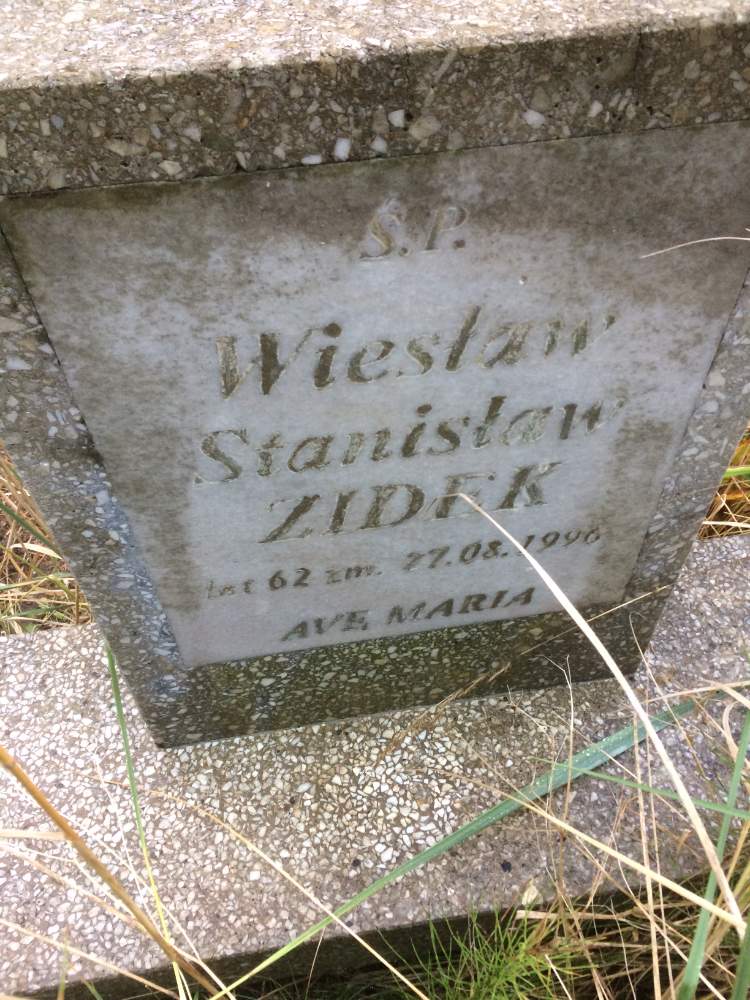 Ś.P.
Wiesław
Stanisław
ZIDEK
lat 62 zm. 27.08.1996
AVE MARIA